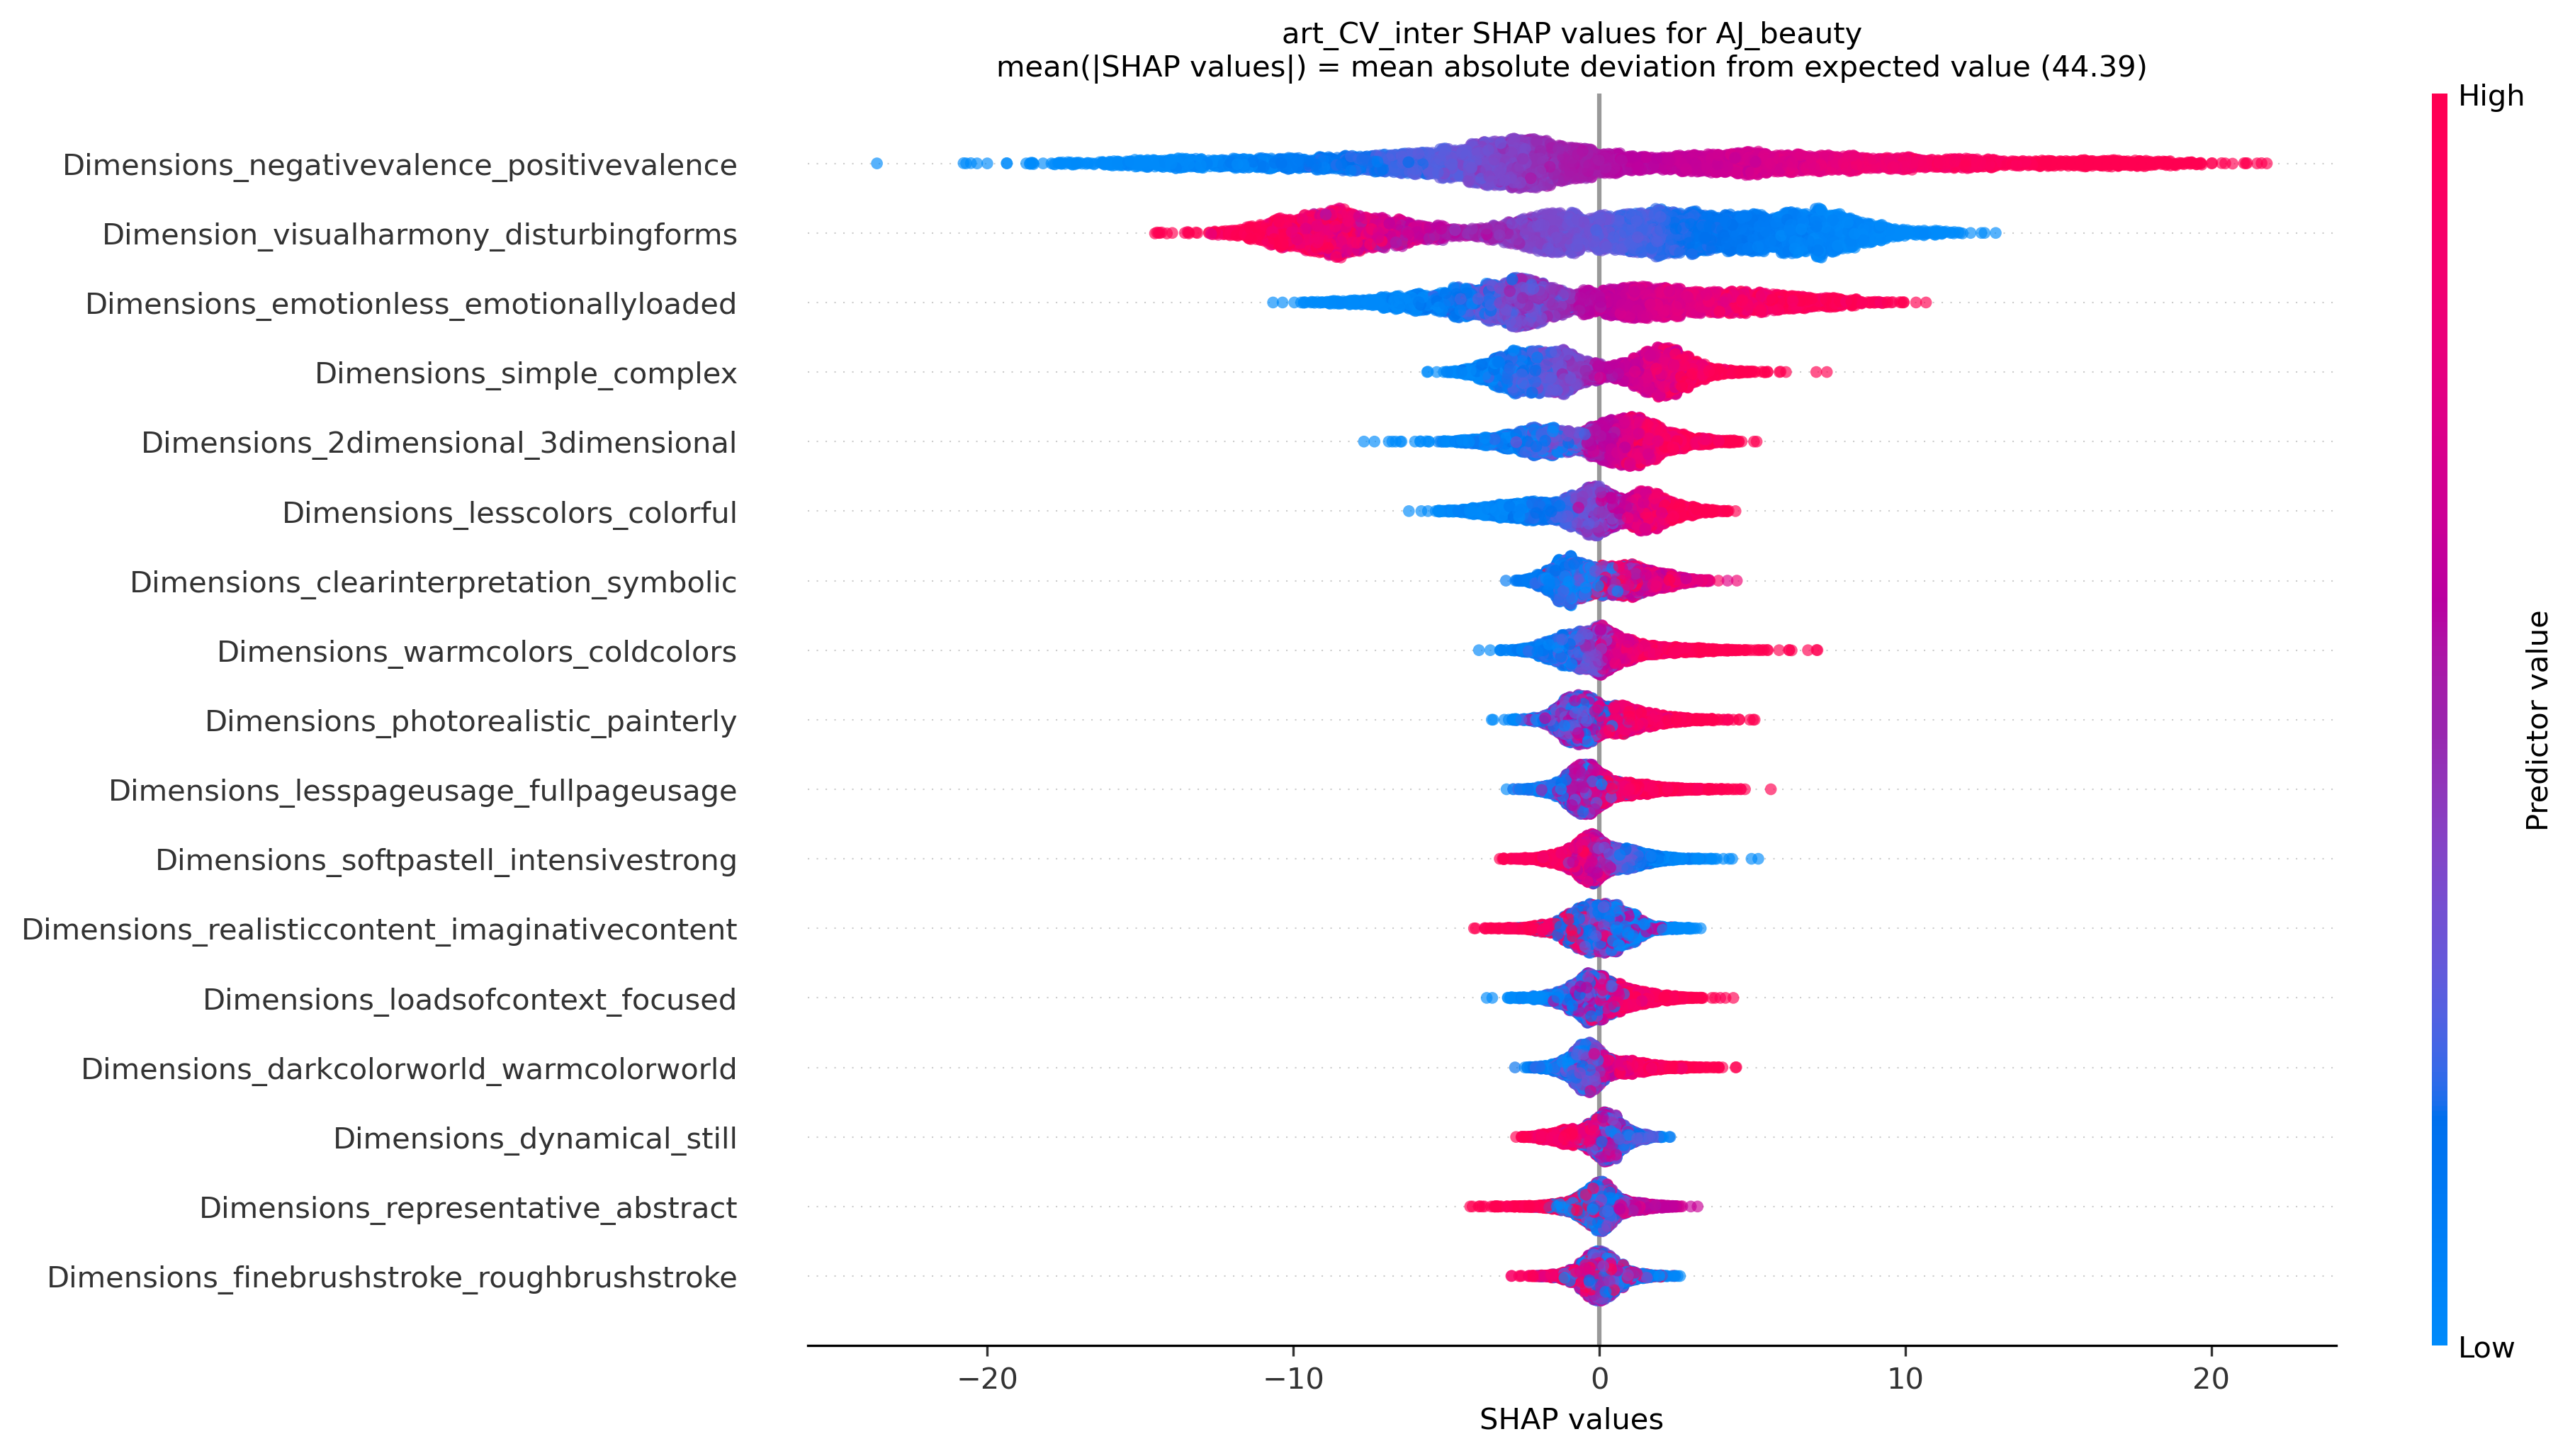 art_CV_inter SHAP values for AJ_beauty
mean(|SHAP values|) = mean absolute deviation from expected value (44.39)
High
Dimensions_negativevalence_positivevalence
Dimension_visualharmony_disturbingforms
Dimensions_emotionless_emotionallyloaded
Dimensions_simple_complex
Dimensions_2dimensional_3dimensional
Dimensions_lesscolors_colorful
Dimensions_clearinterpretation_symbolic
Dimensions_warmcolors_coldcolors
Dimensions_photorealistic_painterly
Dimensions_lesspageusage_fullpageusage
Dimensions_softpastell_intensivestrong
Dimensions_realisticcontent_imaginativecontent
Dimensions_loadsofcontext_focused
Dimensions_darkcolorworld_warmcolorworld
Dimensions_dynamical_still
Dimensions_representative_abstract
Dimensions_finebrushstroke_roughbrushstroke
Predictor value
Low
−20 −10 0 10 20
SHAP values